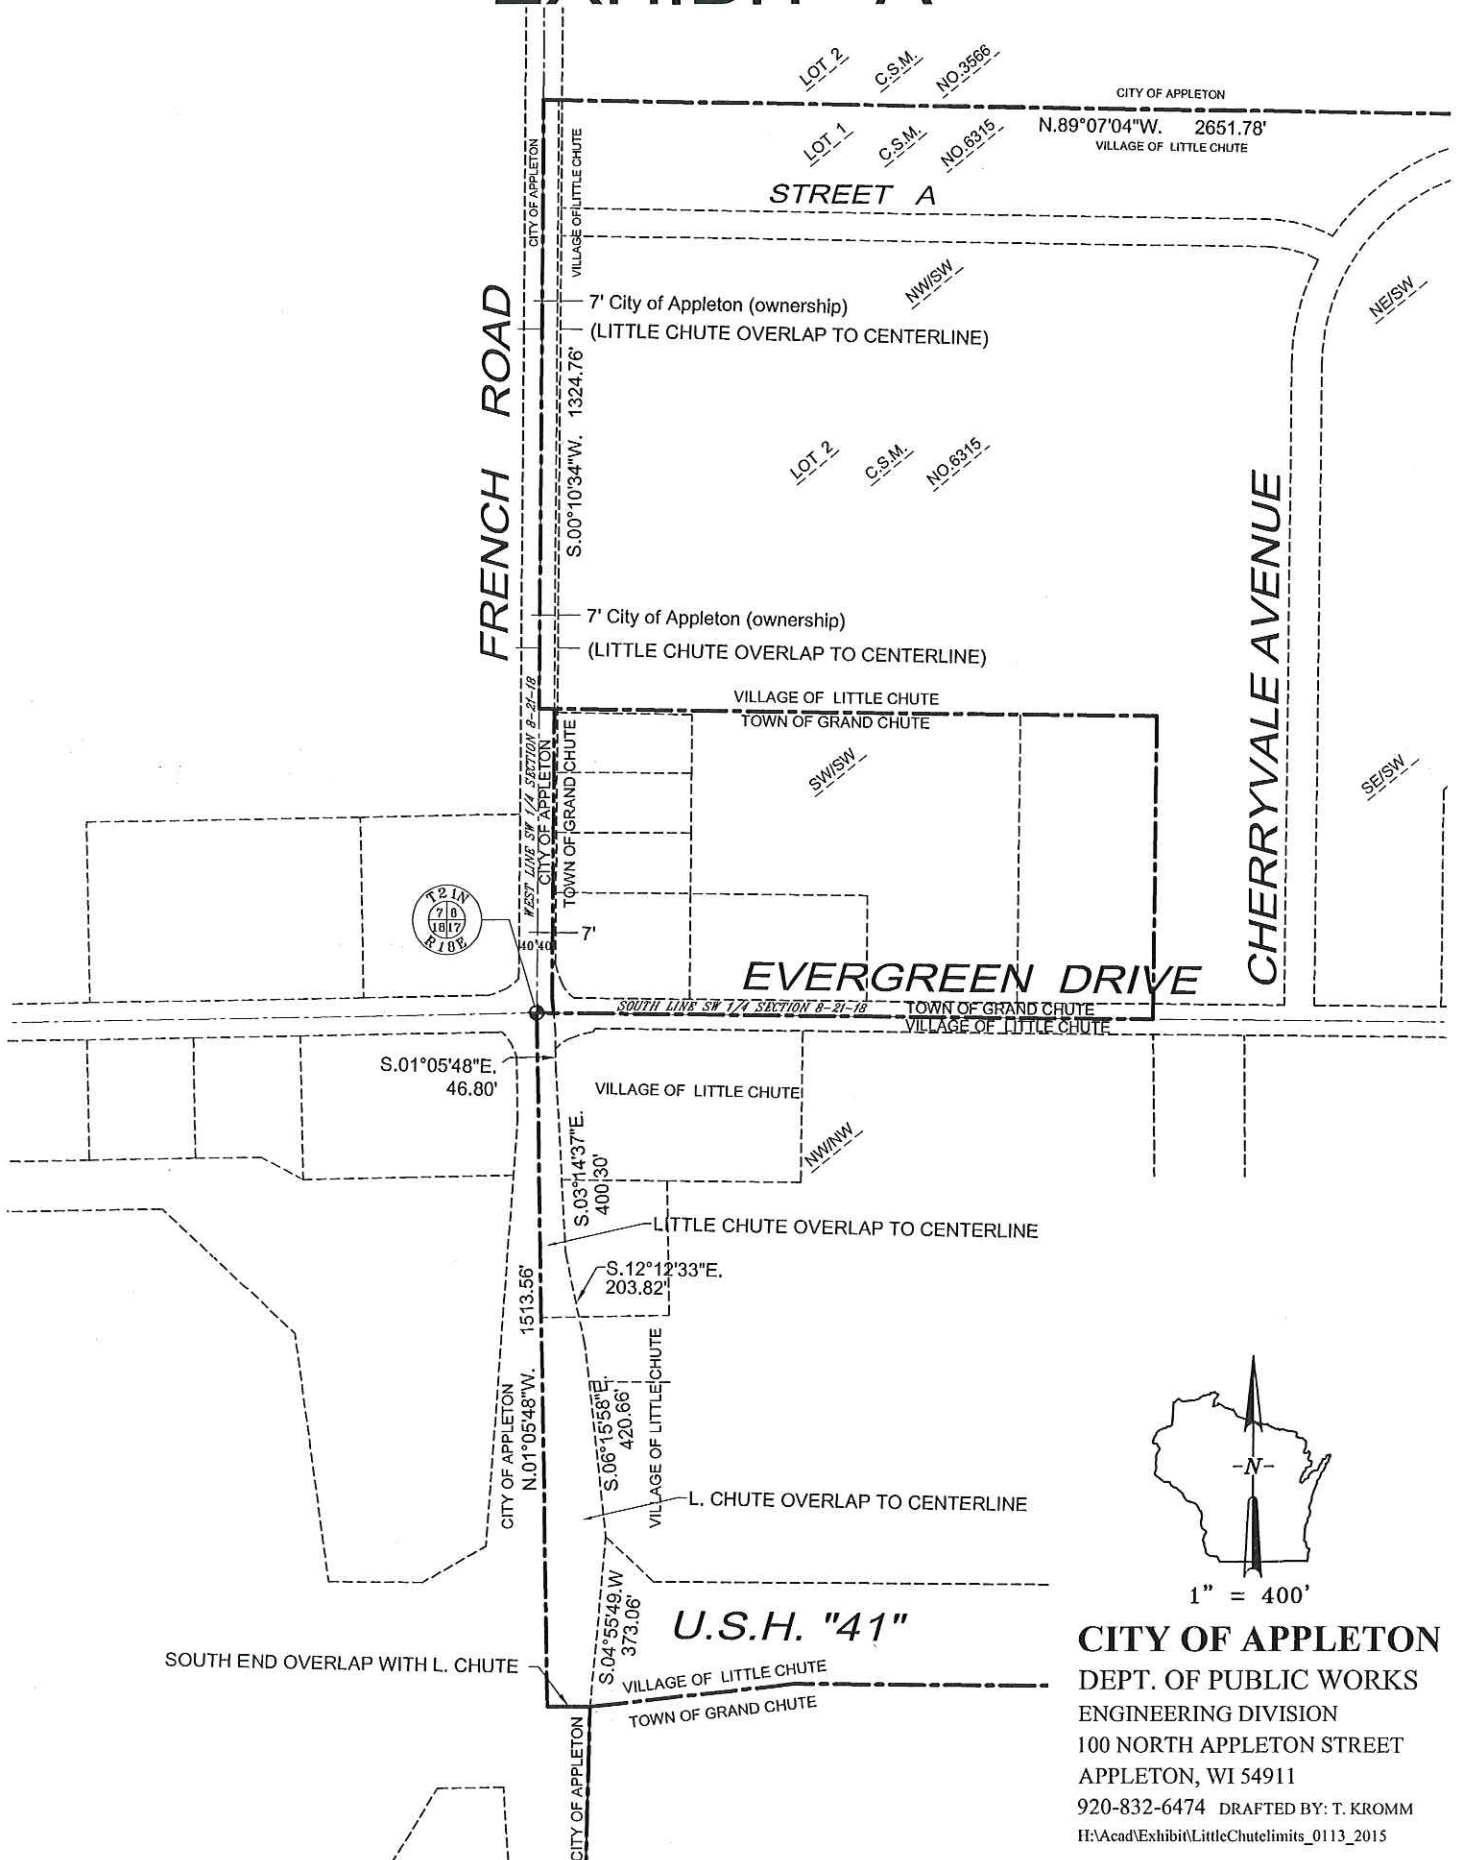 EXHIBIT "A"
LOT 2 C.S.M. NO.3566
CITY OF APPLETON
N.89°07'04"W. 2651.78'
VILLAGE OF LITTLE CHUTE
LOT 1 C.S.M. NO.6315
CITY OF APPLETON
VILLAGE OF LITTLE CHUTE
STREET A
NW/SW
NE/SW
7' City of Appleton (ownership)
(LITTLE CHUTE OVERLAP TO CENTERLINE)
FRENCH ROAD
S.00°10'34"W. 1324.76'
LOT 2 C.S.M. NO.6315
CHERRYVALE AVENUE
7' City of Appleton (ownership)
(LITTLE CHUTE OVERLAP TO CENTERLINE)
VILLAGE OF LITTLE CHUTE
TOWN OF GRAND CHUTE
WEST LINE SW 1/4 SECTION 8-21-18
CITY OF APPLETON
TOWN OF GRAND CHUTE
SW/SW
SE/SW
T21N
7 8
18 17
R18E
7'
40' 40'
EVERGREEN DRIVE
SOUTH LINE SW 1/4 SECTION 8-21-18
TOWN OF GRAND CHUTE
VILLAGE OF LITTLE CHUTE
S.01°05'48"E.
46.80'
VILLAGE OF LITTLE CHUTE
NW/NW
S.03°14'37"E.
400.30'
LITTLE CHUTE OVERLAP TO CENTERLINE
S.12°12'33"E.
203.82'
N.01°05'48"W. 1513.56'
CITY OF APPLETON
S.06°15'58"E.
420.66'
VILLAGE OF LITTLE CHUTE
L. CHUTE OVERLAP TO CENTERLINE
S.04°55'49.W
373.06'
U.S.H. "41"
SOUTH END OVERLAP WITH L. CHUTE
VILLAGE OF LITTLE CHUTE
TOWN OF GRAND CHUTE
CITY OF APPLETON
-N-
1" = 400'
CITY OF APPLETON
DEPT. OF PUBLIC WORKS
ENGINEERING DIVISION
100 NORTH APPLETON STREET
APPLETON, WI 54911
920-832-6474 DRAFTED BY: T. KROMM
H:\Acad\Exhibit\LittleChutelimits_0113_2015